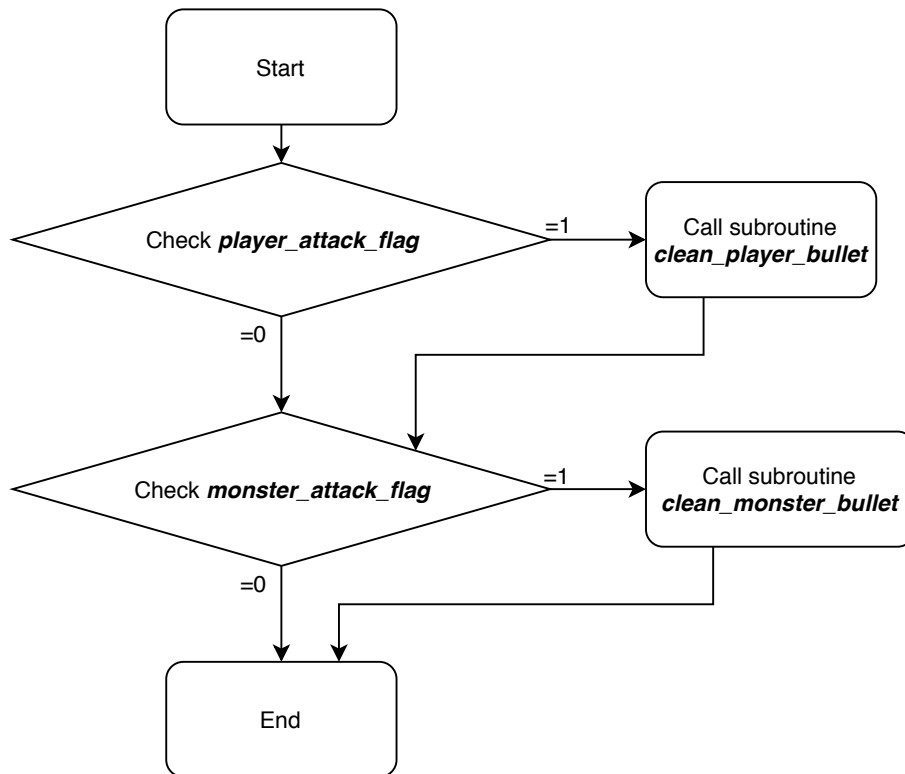 Start
Check player_attack_flag
=1
Call subroutine
clean_player_bullet
=0
Check monster_attack_flag
=1
Call subroutine
clean_monster_bullet
=0
End